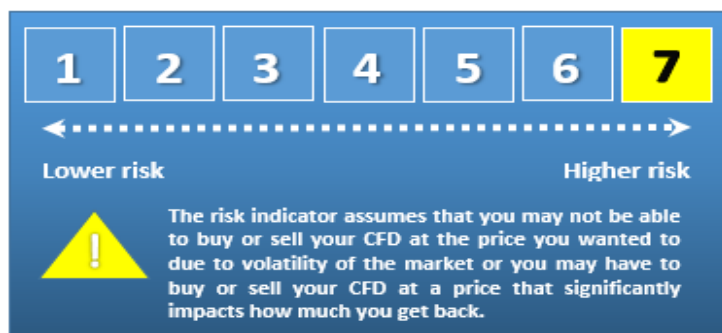 1 2 3 4 5 6 7
Lower risk Higher risk
!
The risk indicator assumes that you may not be able
to buy or sell your CFD at the price you wanted to
due to volatility of the market or you may have to
buy or sell your CFD at a price that significantly
impacts how much you get back.